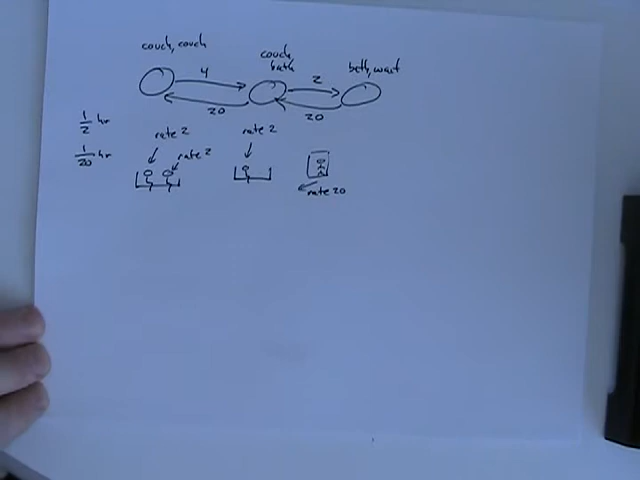 couch, couch
couch
bath
bath, wait
4
2
20
20
1/2 hr
1/20 hr
rate 2
rate 2
rate 2
rate 20